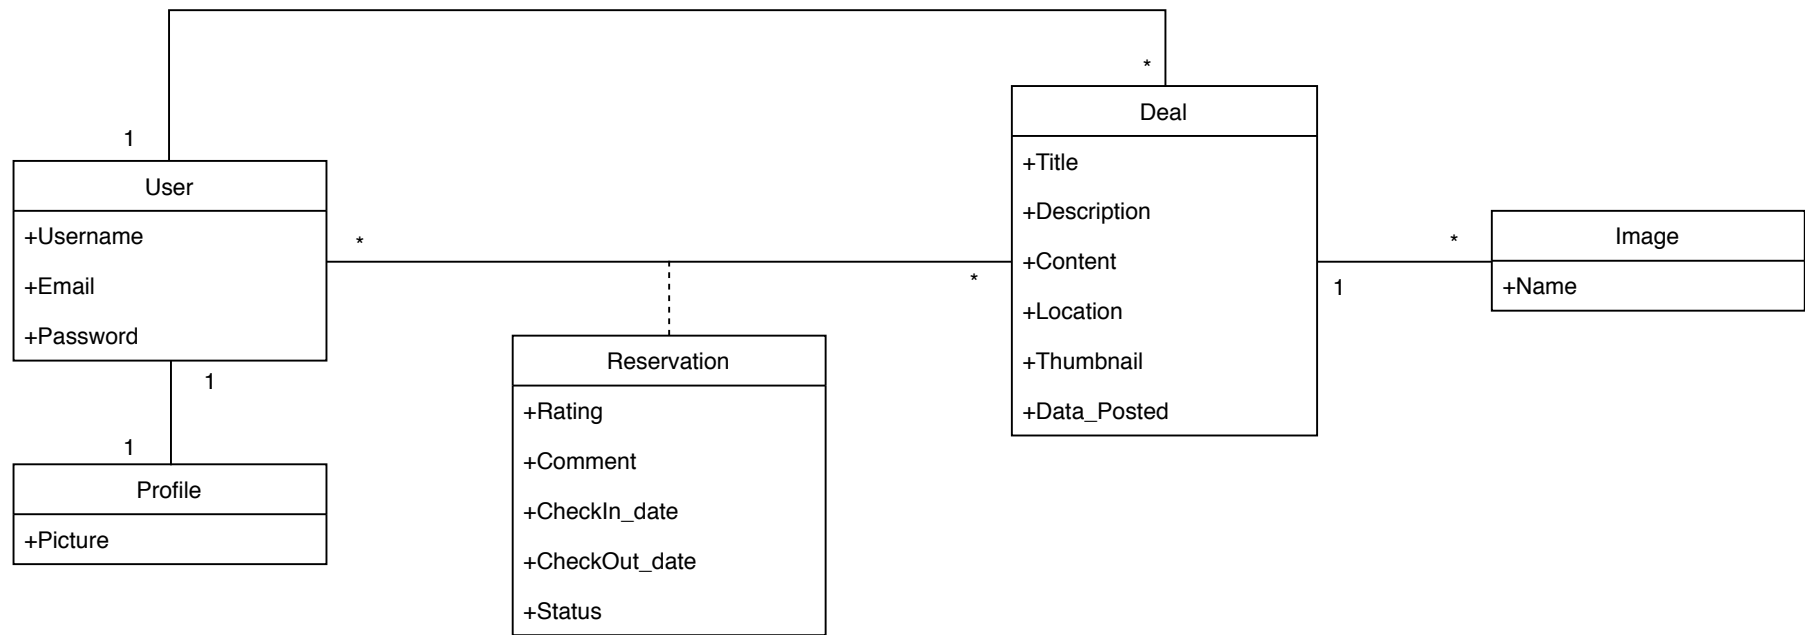 *
1
User
+Username
+Email
+Password
*
*
1
1
Profile
+Picture
Reservation
+Rating
+Comment
+CheckIn_date
+CheckOut_date
+Status
Deal
+Title
+Description
+Content
+Location
+Thumbnail
+Data_Posted
*
1
Image
+Name